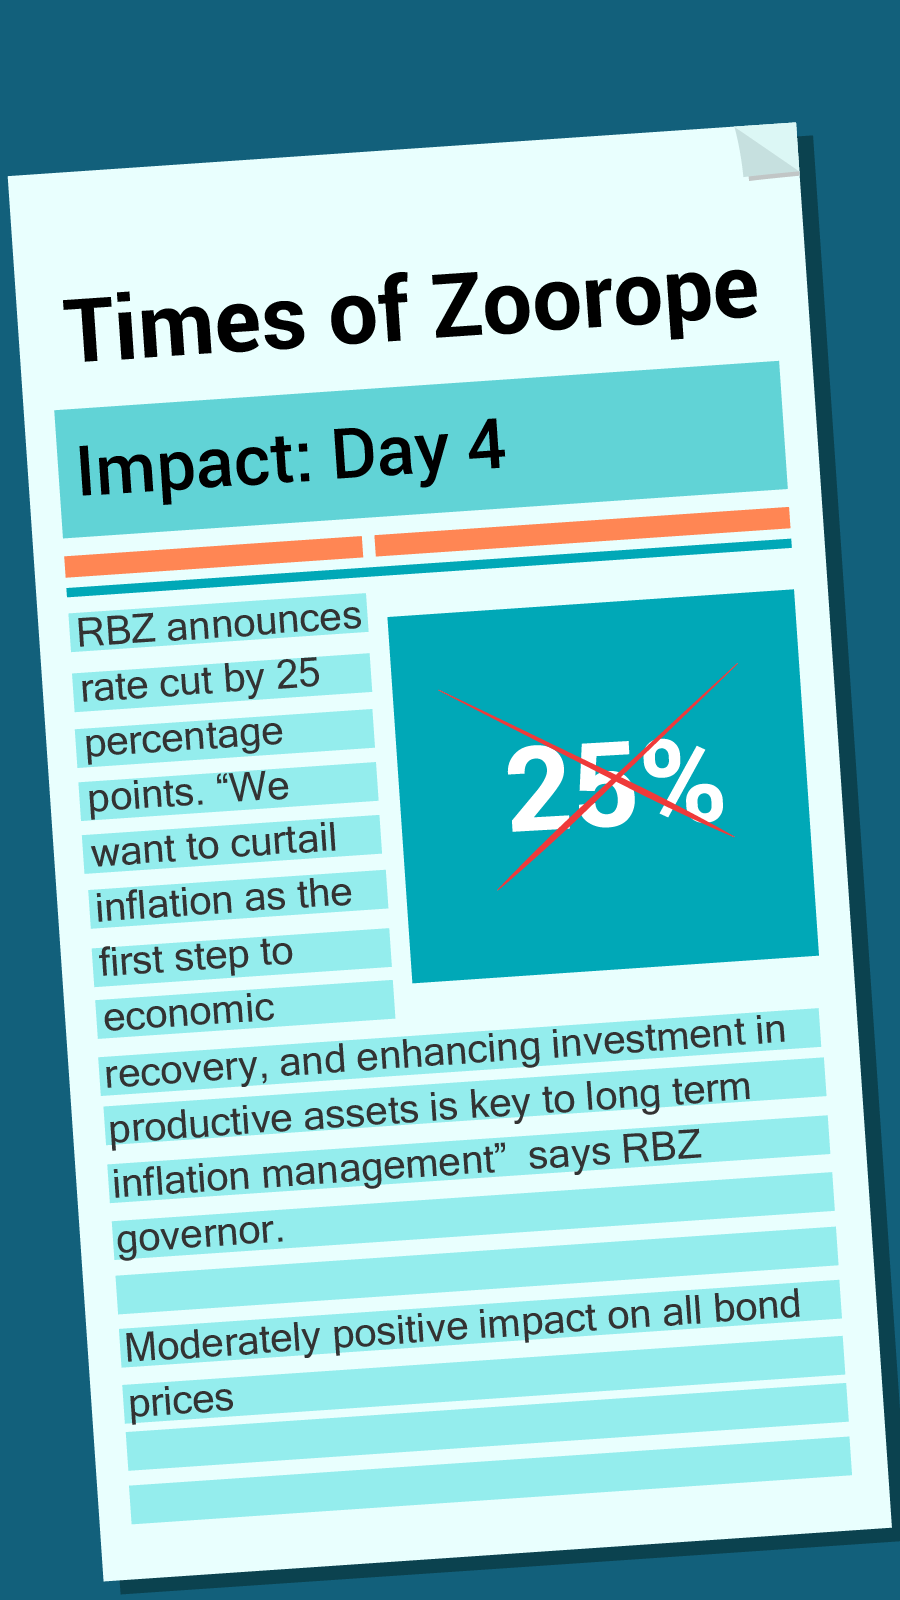 Times of Zoorope
Impact: Day 4
RBZ announces
rate cut by 25
percentage
points. “We
want to curtail
inflation as the
first step to
economic
25%
recovery, and enhancing investment in
productive assets is key to long term
inflation management”  says RBZ
governor.
Moderately positive impact on all bond
prices